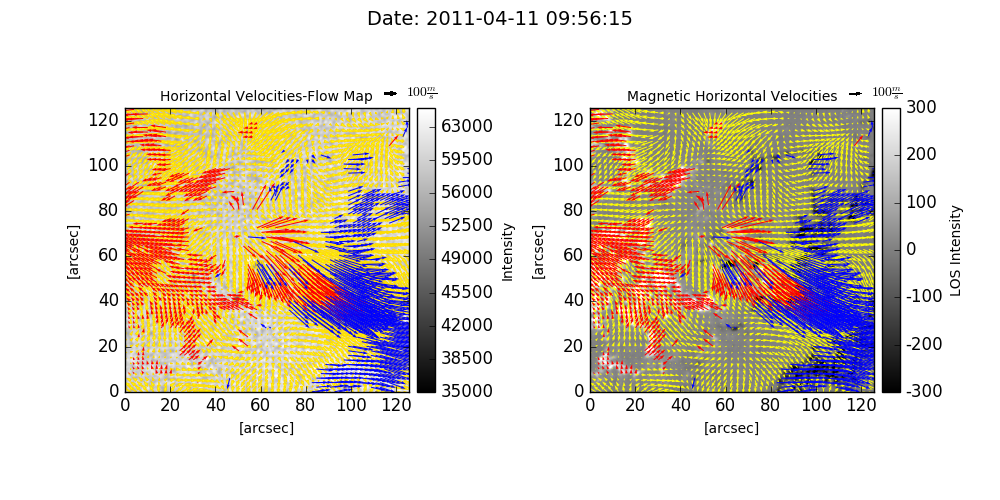 Date: 2011-04-11 09:56:15
Horizontal Velocities-Flow Map
100 m/s
120
100
80
60
40
20
0
[arcsec]
0 20 40 60 80 100 120
[arcsec]
63000
59500
56000
52500
49000
45500
42000
38500
35000
Intensity
Magnetic Horizontal Velocities
100 m/s
120
100
80
60
40
20
0
[arcsec]
0 20 40 60 80 100 120
[arcsec]
300
200
100
0
-100
-200
-300
LOS Intensity